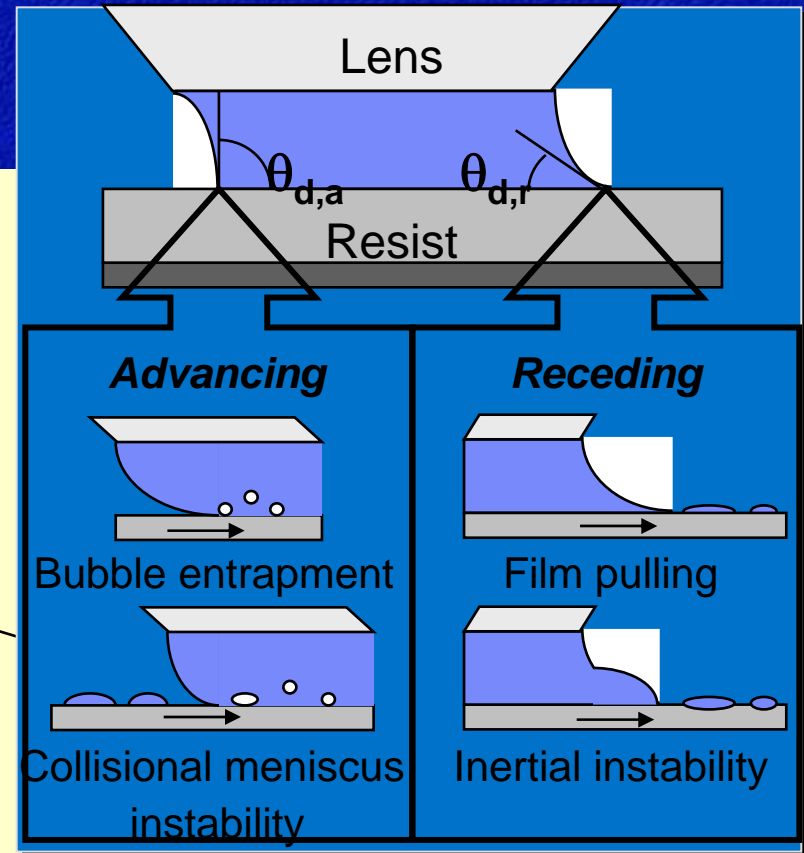 Lens
θd,a θd,r
Resist
Advancing
Bubble entrapment
Collisional meniscus
instability
Receding
Film pulling
Inertial instability